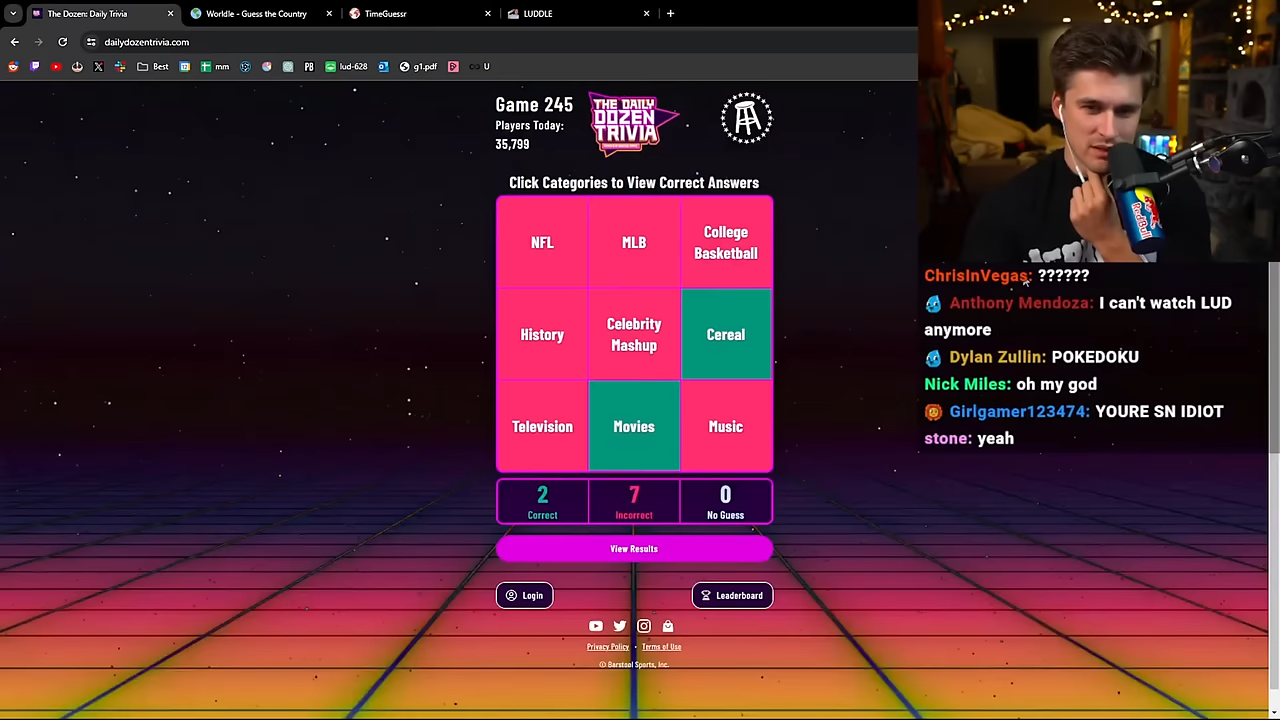 The Dozen: Daily Trivia
Worldle - Guess the Country
TimeGuessr
LUDDLE
dailydozentrivia.com
Best
mm
lud-628
g1.pdf
U
Game 245
Players Today:
35,799
THE DAILY
DOZEN
TRIVIA
Click Categories to View Correct Answers
NFL
MLB
College
Basketball
History
Celebrity
Mashup
Cereal
Television
Movies
Music
2
Correct
7
Incorrect
0
No Guess
View Results
Login
Leaderboard
Privacy Policy - Terms of Use
© Barstool Sports, Inc.
Red Bull
ChrisInVegas: ??????
Anthony Mendoza: I can't watch LUD
anymore
Dylan Zullin: POKEDOKU
Nick Miles: oh my god
Girlgamer123474: YOURE SN IDIOT
stone: yeah